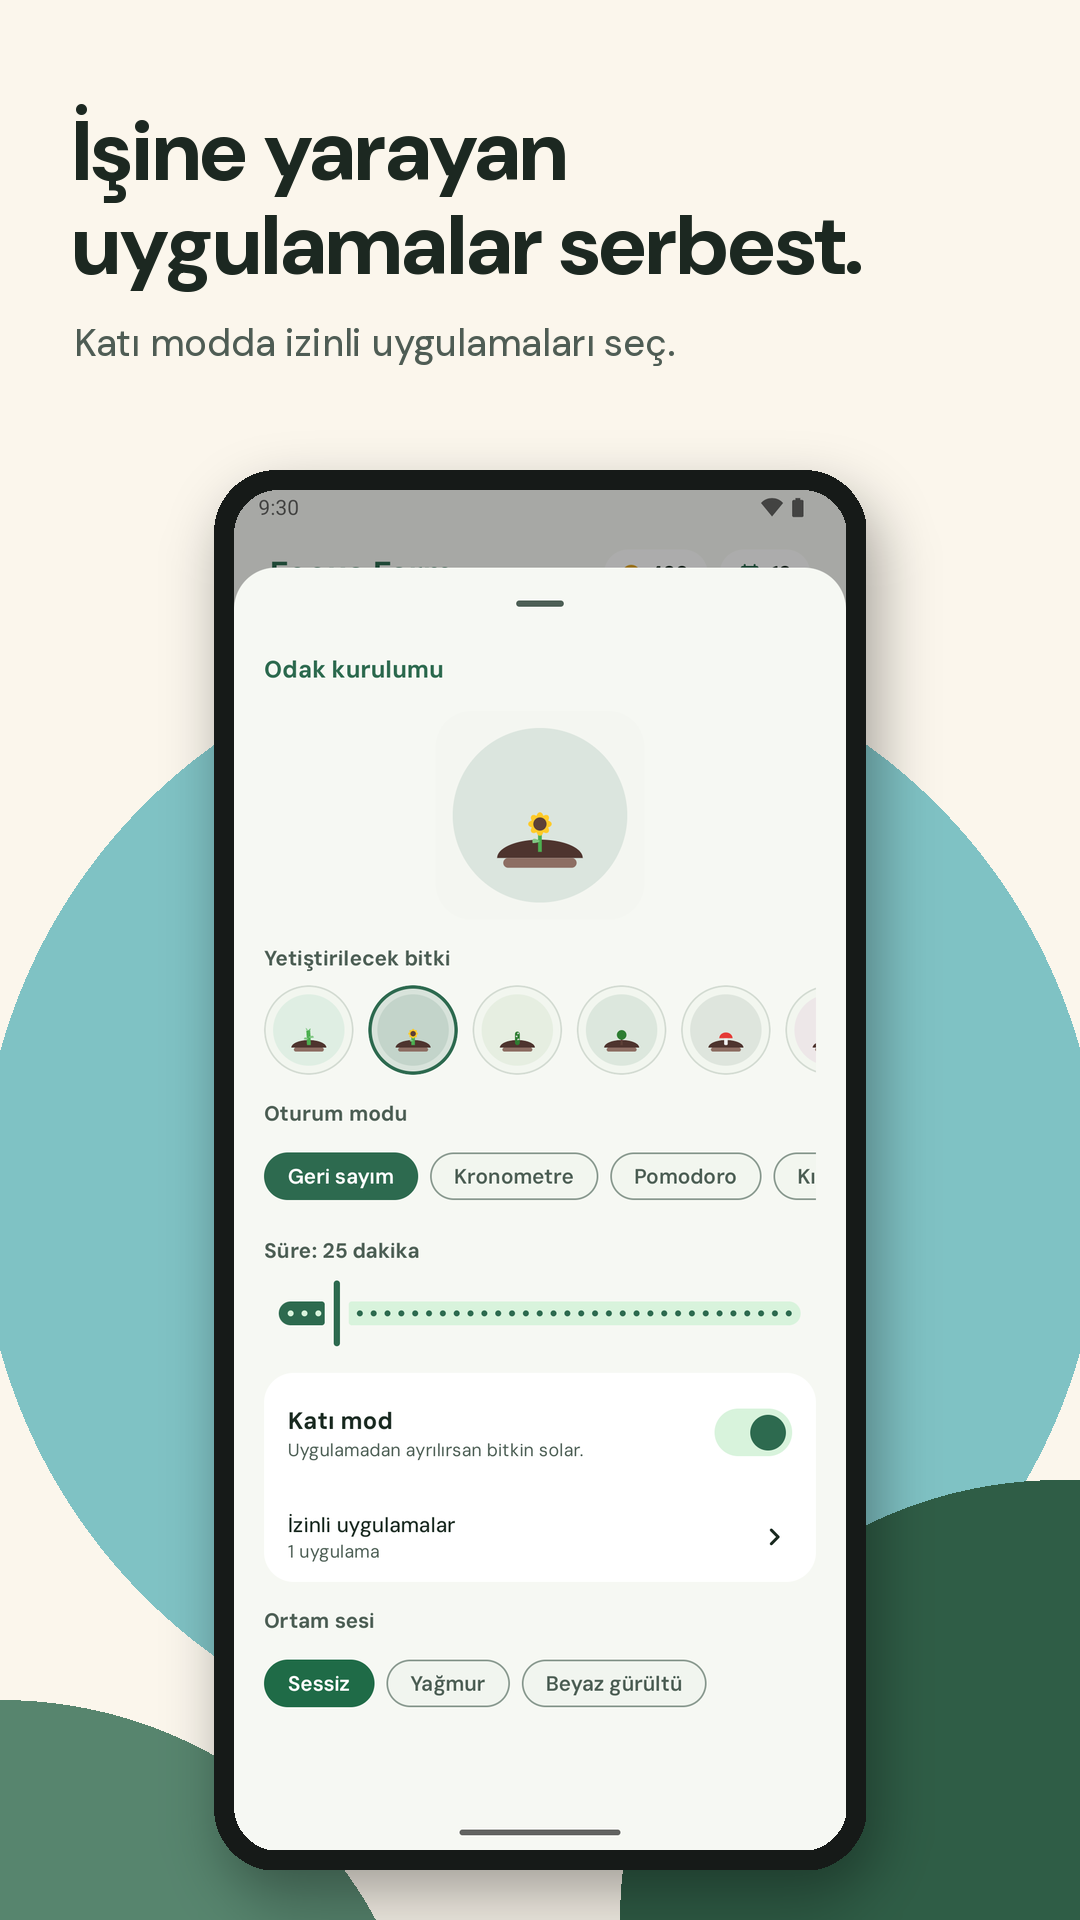 İşine yarayan
uygulamalar serbest.
Katı modda izinli uygulamaları seç.
9:30
Odak kurulumu
Yetiştirilecek bitki
Oturum modu
Geri sayım
Kronometre
Pomodoro
Süre: 25 dakika
Katı mod
Uygulamadan ayrılırsan bitkin solar.
İzinli uygulamalar
1 uygulama
Ortam sesi
Sessiz
Yağmur
Beyaz gürültü